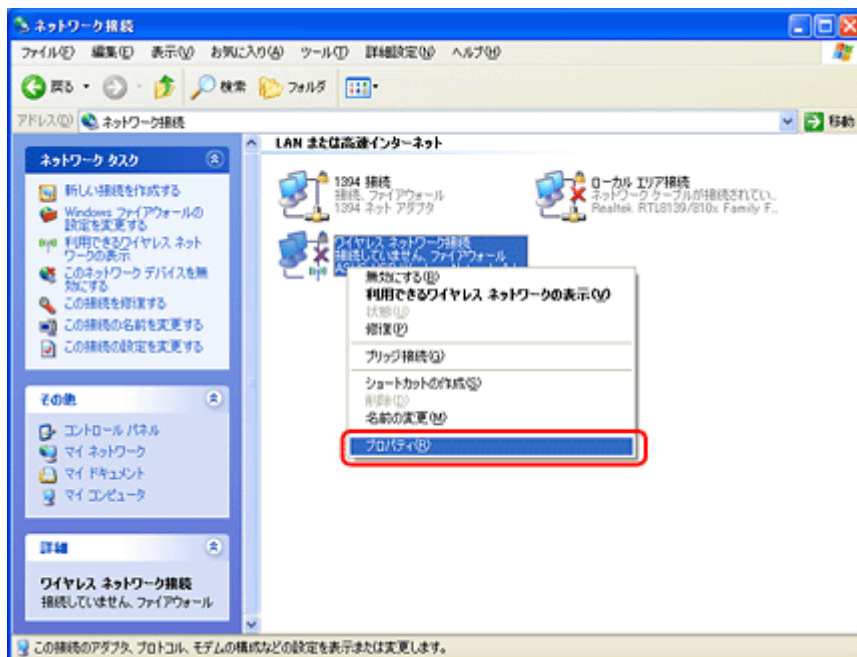 ネットワーク接続
ファイル(F) 編集(E) 表示(V) お気に入り(A) ツール(T) 詳細設定(N) ヘルプ(H)
戻る 検索 フォルダ
アドレス(D) ネットワーク接続 移動
ネットワーク タスク
新しい接続を作成する
Windows ファイアウォールの
設定を変更する
利用できるワイヤレス ネット
ワークの表示
このネットワーク デバイスを無
効にする
この接続を修復する
この接続の名前を変更する
この接続の設定を変更する
その他
コントロール パネル
マイ ネットワーク
マイ ドキュメント
マイ コンピュータ
詳細
ワイヤレス ネットワーク接続
接続していません、ファイアウォール
LAN または高速インターネット
1394 接続
接続、ファイアウォール
1394 ネット アダプタ
ローカル エリア接続
ネットワーク ケーブルが接続されてい...
Realtek RTL8139/810x Family F...
ワイヤレス ネットワーク接続
接続していません、ファイアウォール
無効にする(B)
利用できるワイヤレス ネットワークの表示(V)
状態(U)
修復(P)
ブリッジ接続(G)
ショートカットの作成(S)
削除(D)
名前の変更(M)
プロパティ(R)
この接続のアダプタ、プロトコル、モデムの構成などの設定を表示または変更します。